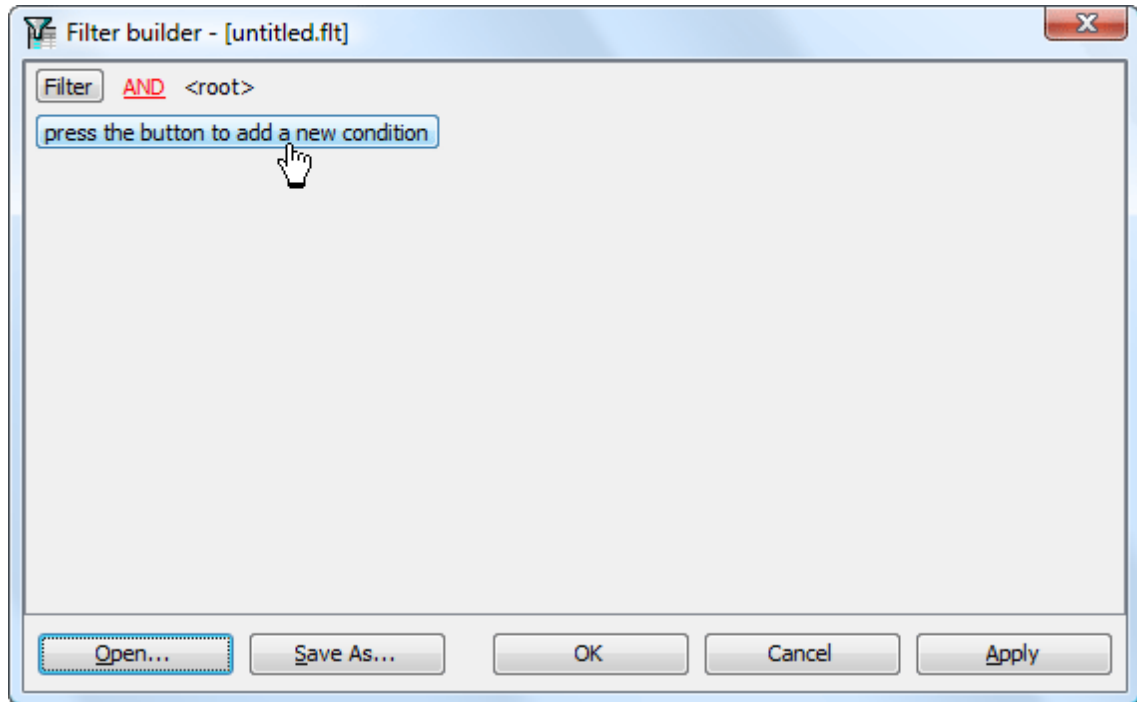 Filter builder - [untitled.flt]
Filter AND <root>
press the button to add a new condition
Open... Save As... OK Cancel Apply